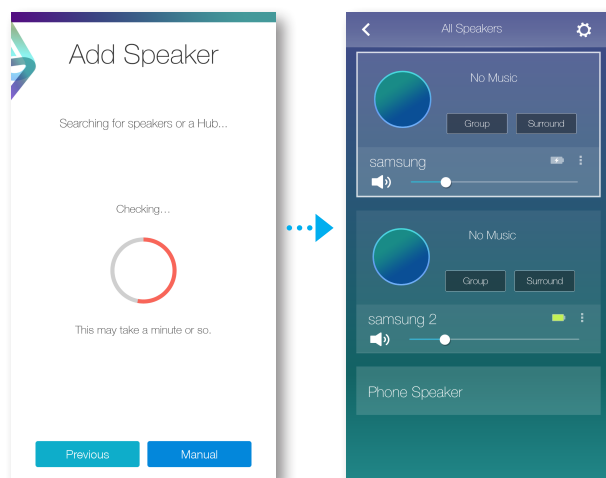 Add Speaker
Searching for speakers or a Hub...
Checking...
This may take a minute or so.
Previous
Manual
All Speakers
No Music
Group
Surround
samsung
No Music
Group
Surround
samsung 2
Phone Speaker